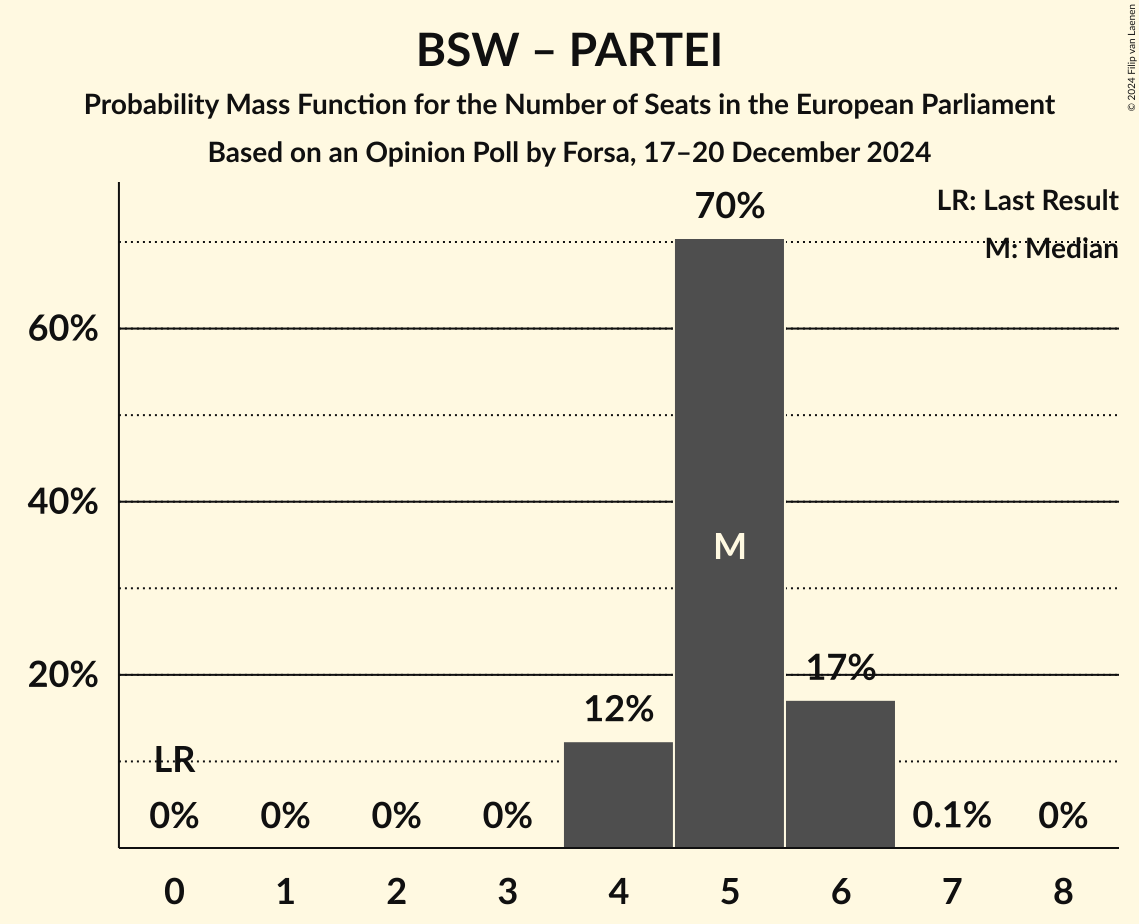 BSW – PARTEI
Probability Mass Function for the Number of Seats in the European Parliament
Based on an Opinion Poll by Forsa, 17–20 December 2024
© 2024 Filip van Laenen
LR: Last Result
M: Median
70%
60%
40%
M
20%
17%
12%
LR
0%
0%
0%
0%
0.1%
0%
0 1 2 3 4 5 6 7 8